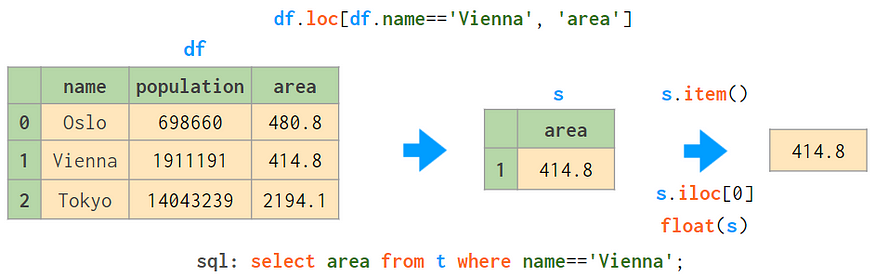 df.loc[df.name=='Vienna', 'area']
df
name population area
0 Oslo 698660 480.8
1 Vienna 1911191 414.8
2 Tokyo 14043239 2194.1
s
area
1 414.8
s.item()
s.iloc[0]
float(s)
414.8
sql: select area from t where name=='Vienna';